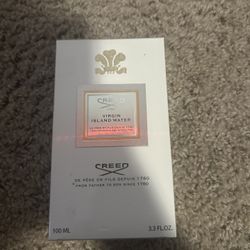 CREED
VIRGIN
ISLAND WATER
CREED
DE PÈRE EN FILS DEPUIS 1760
FROM FATHER TO SON SINCE 1760
100 ML
3.3 FL.OZ.